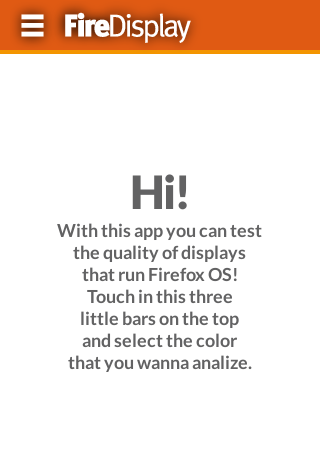 FireDisplay
Hi!
With this app you can test
the quality of displays
that run Firefox OS!
Touch in this three
little bars on the top
and select the color
that you wanna analize.